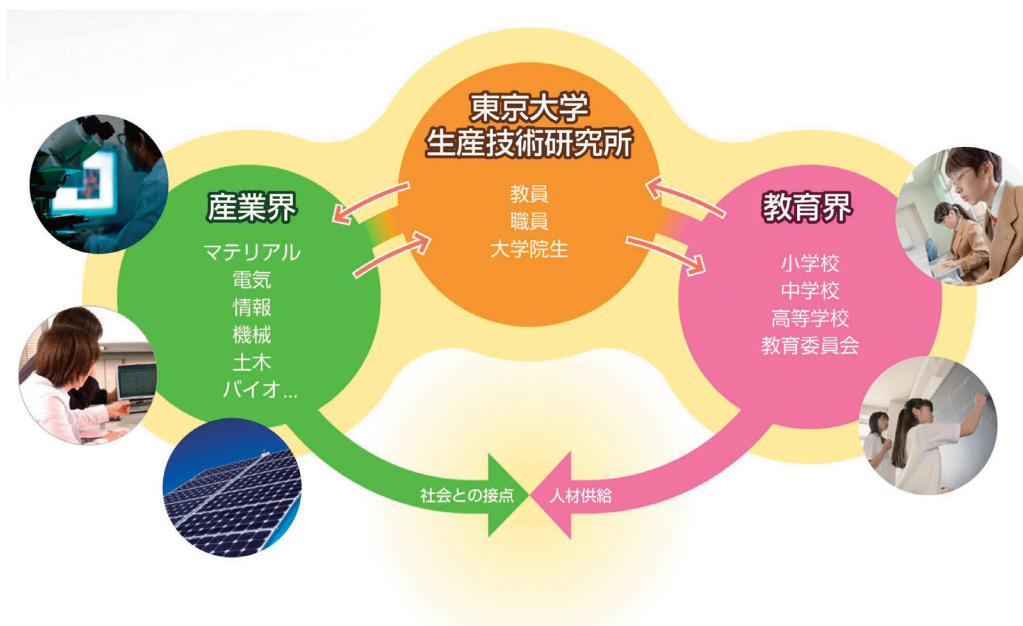 東京大学
生産技術研究所
教員
職員
大学院生
産業界
マテリアル
電気
情報
機械
土木
バイオ...
教育界
小学校
中学校
高等学校
教育委員会
社会との接点
人材供給